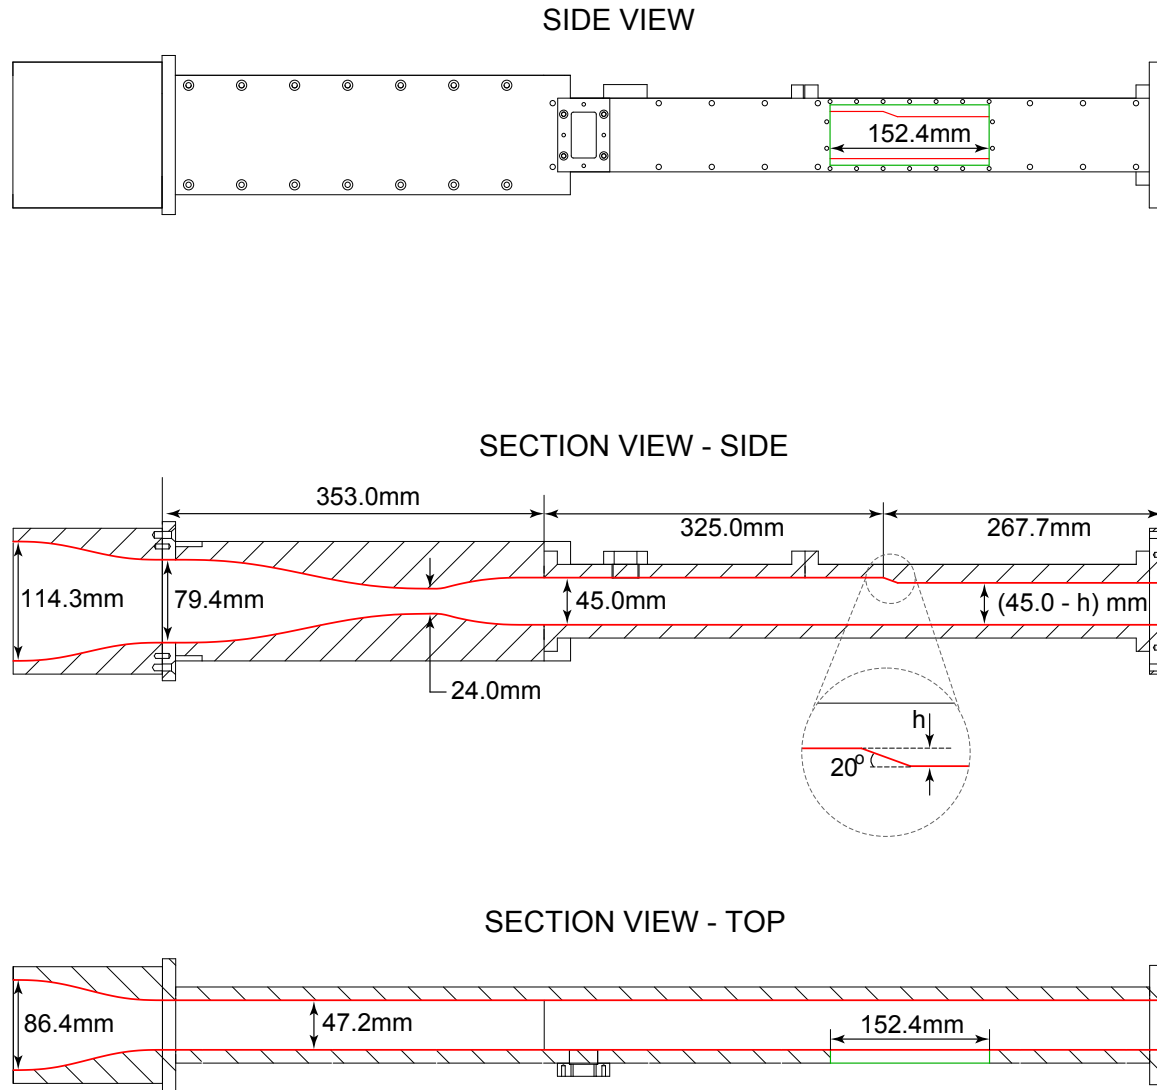 SIDE VIEW
152.4mm
SECTION VIEW - SIDE
353.0mm
325.0mm
267.7mm
114.3mm
79.4mm
45.0mm
(45.0 - h) mm
24.0mm
h
20°
SECTION VIEW - TOP
86.4mm
47.2mm
152.4mm